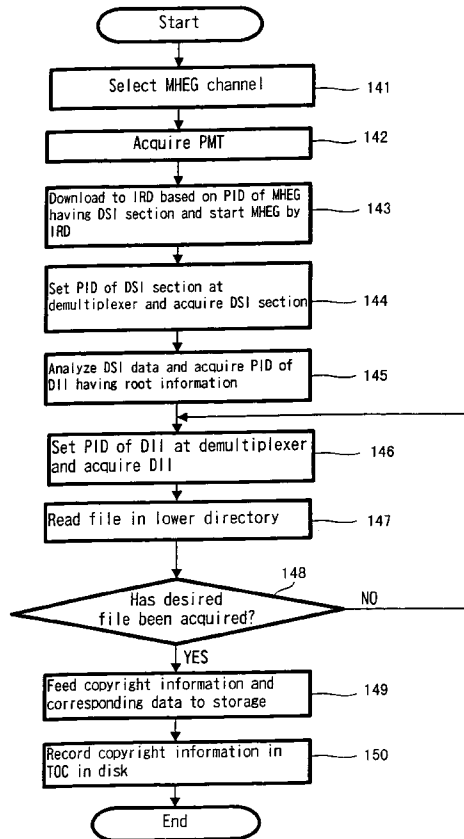 Start
Select MHEG channel
141
Acquire PMT
142
Download to IRD based on PID of MHEG
having DSI section and start MHEG by
IRD
143
Set PID of DSI section at
demultiplexer and acquire DSI section
144
Analyze DSI data and acquire PID of
DII having root information
145
Set PID of DII at demultiplexer
and acquire DII
146
Read file in lower directory
147
148
Has desired
file been acquired?
NO
YES
Feed copyright information and
corresponding data to storage
149
Record copyright information in
TOC in disk
150
End